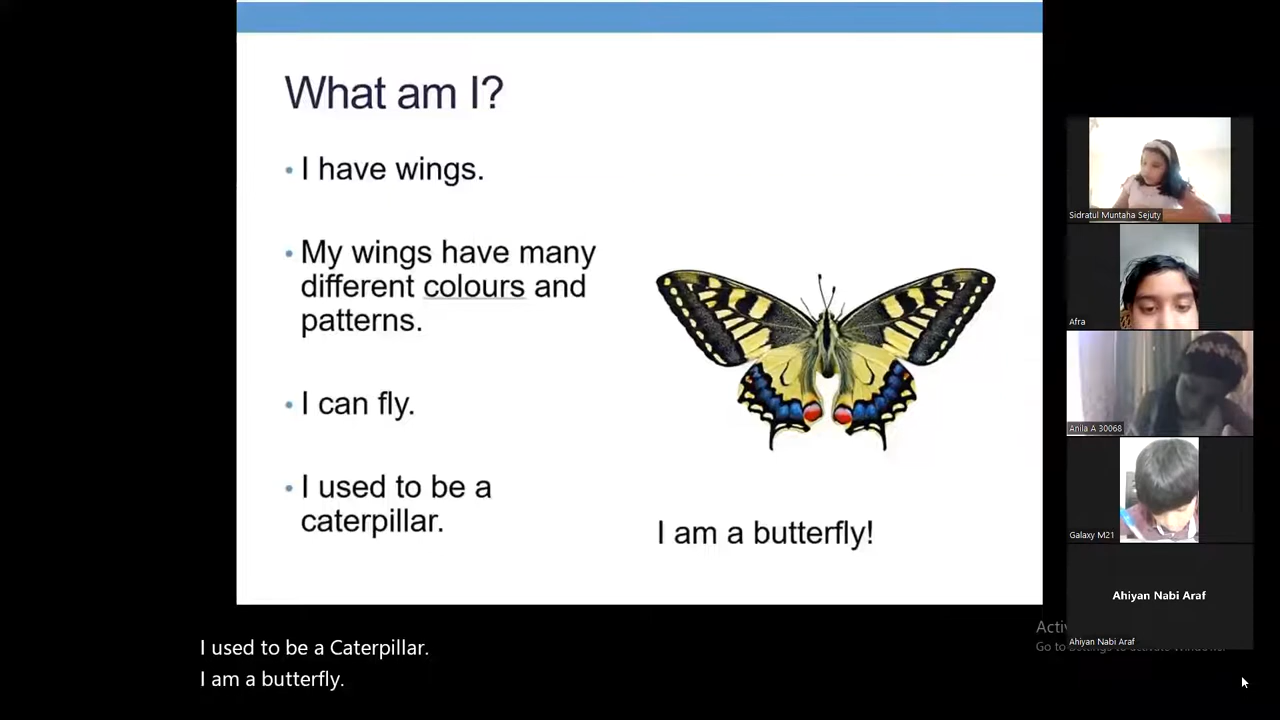 What am I?
• I have wings.
• My wings have many
different colours and
patterns.
• I can fly.
• I used to be a
caterpillar.
I am a butterfly!
Sidratul Muntaha Sejuty
Afra
Anila A 30068
Galaxy M21
Ahiyan Nabi Araf
Ahiyan Nabi Araf
Go to Settings to activate Windows.
I used to be a Caterpillar.
I am a butterfly.